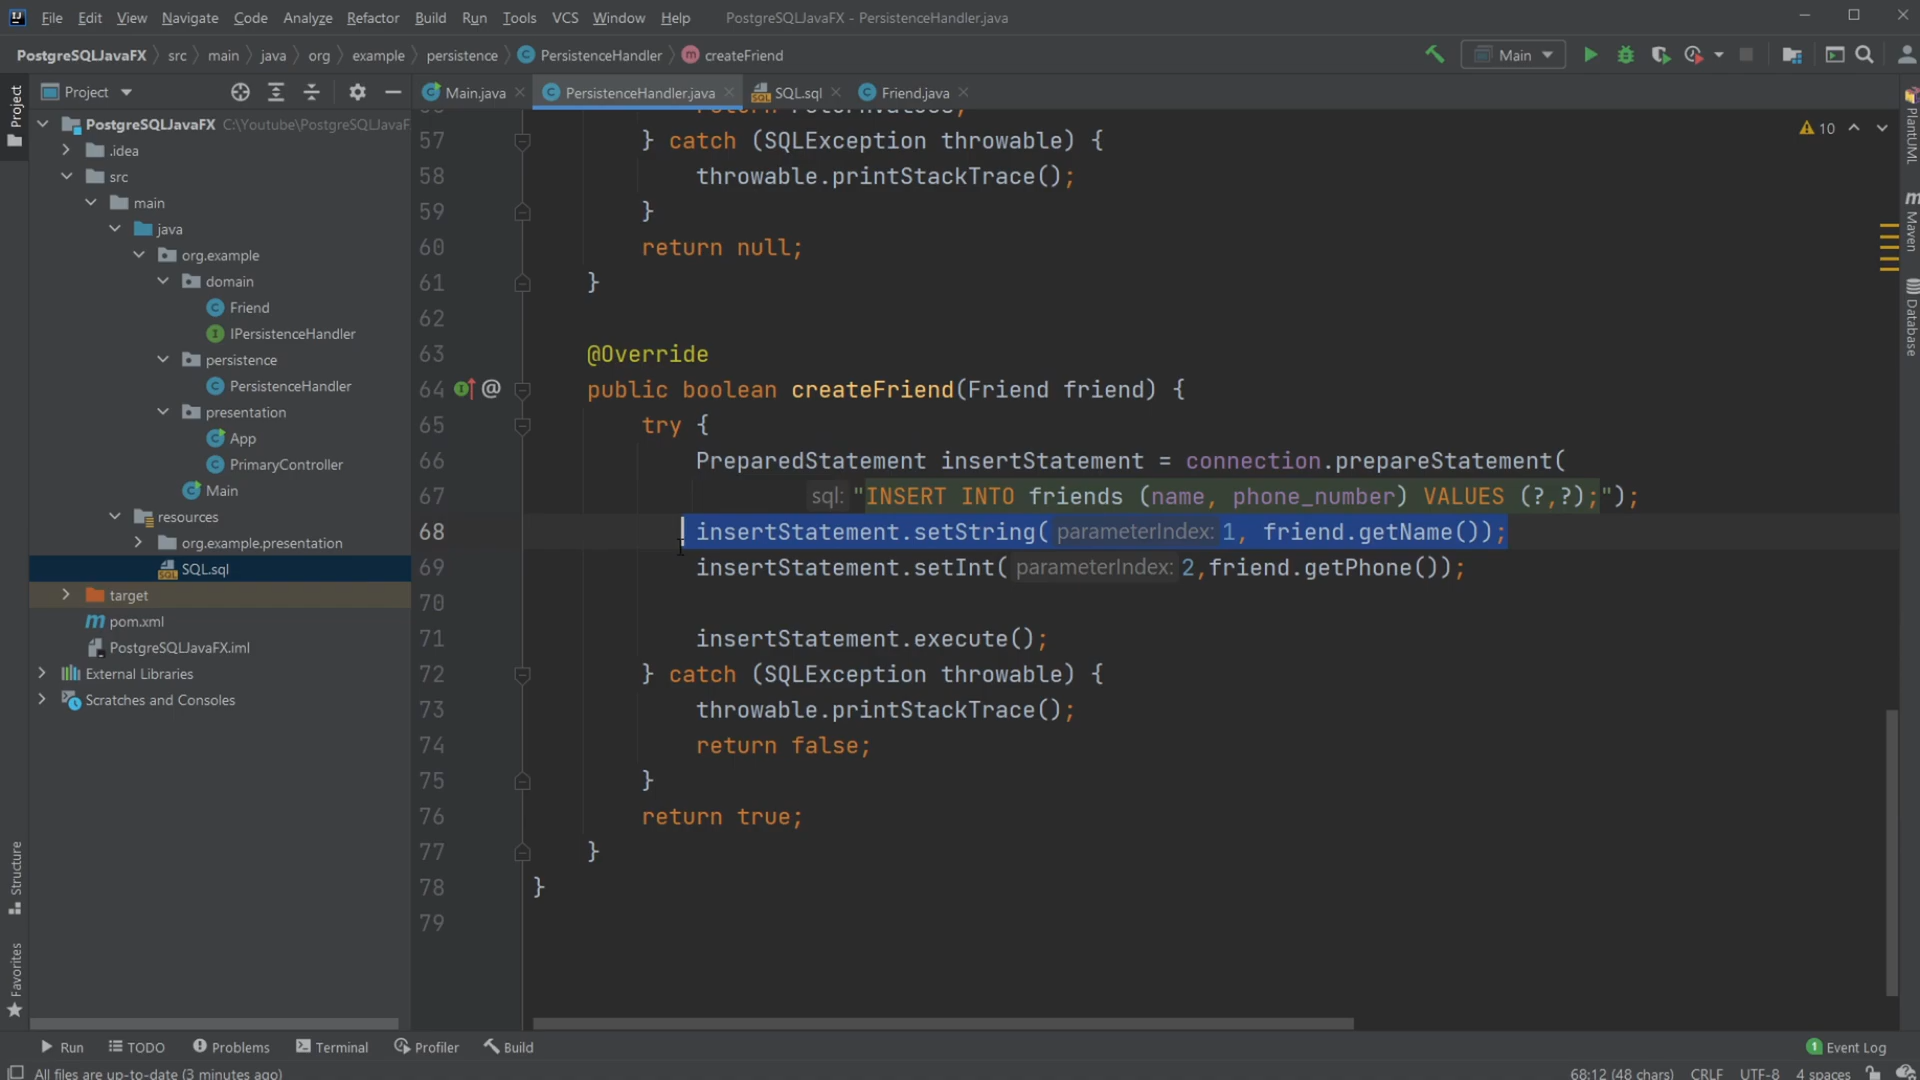 File Edit View Navigate Code Analyze Refactor Build Run Tools VCS Window Help PostgreSQLJavaFX - PersistenceHandler.java
PostgreSQLJavaFX src main java org example persistence PersistenceHandler createFriend Main
Project Main.java PersistenceHandler.java SQL.sql Friend.java
Project
PostgreSQLJavaFX C:\Youtube\PostgreSQLJavaF
.idea
src
main
java
org.example
domain
Friend
IPersistenceHandler
persistence
PersistenceHandler
presentation
App
PrimaryController
Main
resources
org.example.presentation
SQL.sql
target
pom.xml
PostgreSQLJavaFX.iml
External Libraries
Scratches and Consoles
Structure
Favorites
10
57 } catch (SQLException throwable) {
58 throwable.printStackTrace();
59 }
60 return null;
61 }
62
63 @Override
64 @ public boolean createFriend(Friend friend) {
65 try {
66 PreparedStatement insertStatement = connection.prepareStatement(
67 sql: "INSERT INTO friends (name, phone_number) VALUES (?,?);");
68 insertStatement.setString( parameterIndex: 1, friend.getName());
69 insertStatement.setInt( parameterIndex: 2,friend.getPhone());
70
71 insertStatement.execute();
72 } catch (SQLException throwable) {
73 throwable.printStackTrace();
74 return false;
75 }
76 return true;
77 }
78 }
79
PlantUML
Maven
Database
Run TODO Problems Terminal Profiler Build 1 Event Log
All files are up-to-date (3 minutes ago) 68:12 (48 chars) CRLF UTF-8 4 spaces